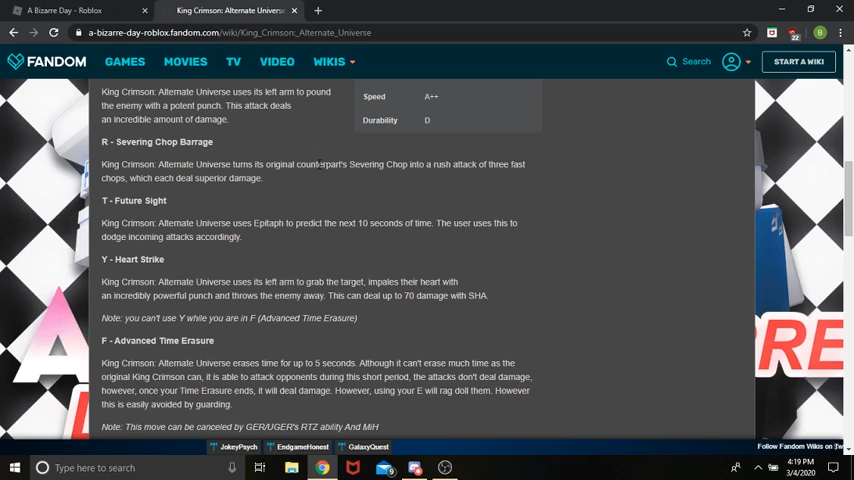 A Bizarre Day - Roblox
King Crimson: Alternate Universe
a-bizarre-day-roblox.fandom.com/wiki/King_Crimson:_Alternate_Universe
22
B
FANDOM GAMES MOVIES TV VIDEO WIKIS Search START A WIKI
King Crimson: Alternate Universe uses its left arm to pound
the enemy with a potent punch. This attack deals
an incredible amount of damage.
Speed A++
Durability D
R - Severing Chop Barrage
King Crimson: Alternate Universe turns its original counterpart's Severing Chop into a rush attack of three fast
chops, which each deal superior damage.
T - Future Sight
King Crimson: Alternate Universe uses Epitaph to predict the next 10 seconds of time. The user uses this to
dodge incoming attacks accordingly.
Y - Heart Strike
King Crimson: Alternate Universe uses its left arm to grab the target, impales their heart with
an incredibly powerful punch and throws the enemy away. This can deal up to 70 damage with SHA.
Note: you can't use Y while you are in F (Advanced Time Erasure)
F - Advanced Time Erasure
King Crimson: Alternate Universe erases time for up to 5 seconds. Although it can't erase much time as the
original King Crimson can, it is able to attack opponents during this short period, the attacks don't deal damage,
however, once your Time Erasure ends, it will deal damage. However, using your E will rag doll them. However
this is easily avoided by guarding.
Note: This move can be canceled by GER/UGER's RTZ ability And MiH
JokeyPsych EndgameHonest GalaxyQuest
Follow Fandom Wikis on
Type here to search
9
4:19 PM
3/4/2020